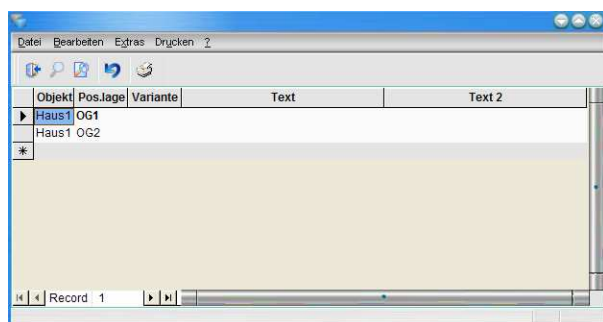 Datei Bearbeiten Extras Drucken ?
Objekt Pos.lage Variante Text Text 2
Haus1 OG1
Haus1 OG2
Record 1